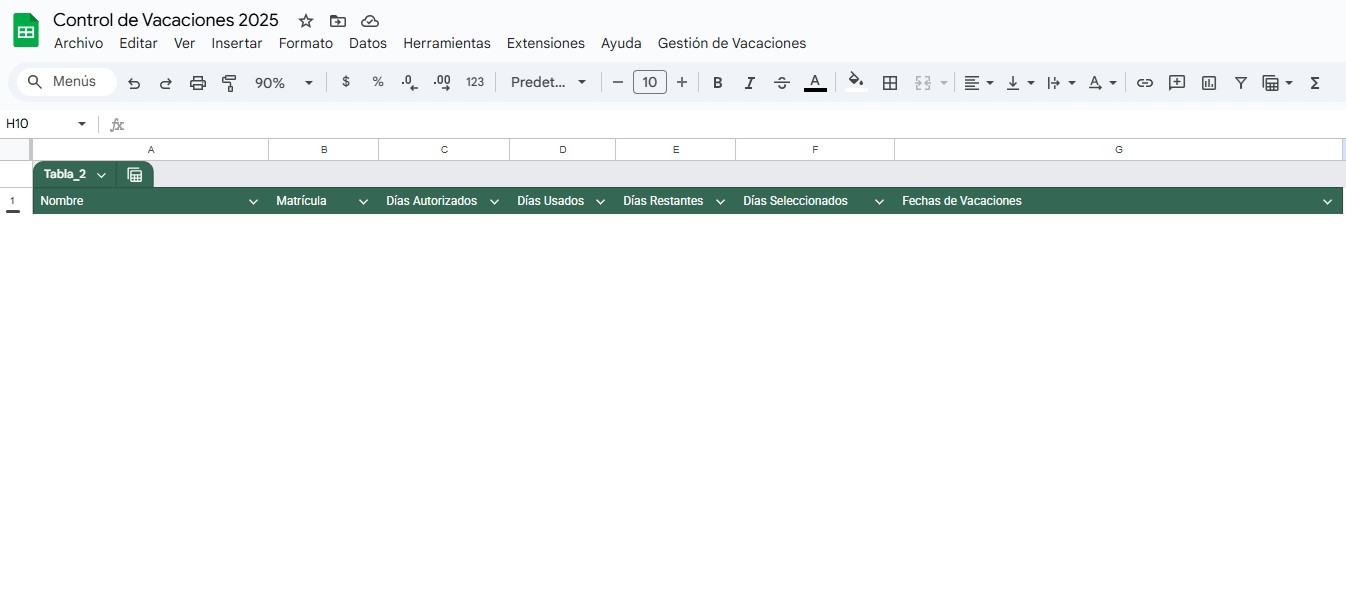 Control de Vacaciones 2025
Archivo Editar Ver Insertar Formato Datos Herramientas Extensiones Ayuda Gestión de Vacaciones
Menús 90% $ % .0 .00 123 Predet... − 10 + B I S A A Σ
H10 fx
A B C D E F G
Tabla_2
1 Nombre Matrícula Días Autorizados Días Usados Días Restantes Días Seleccionados Fechas de Vacaciones